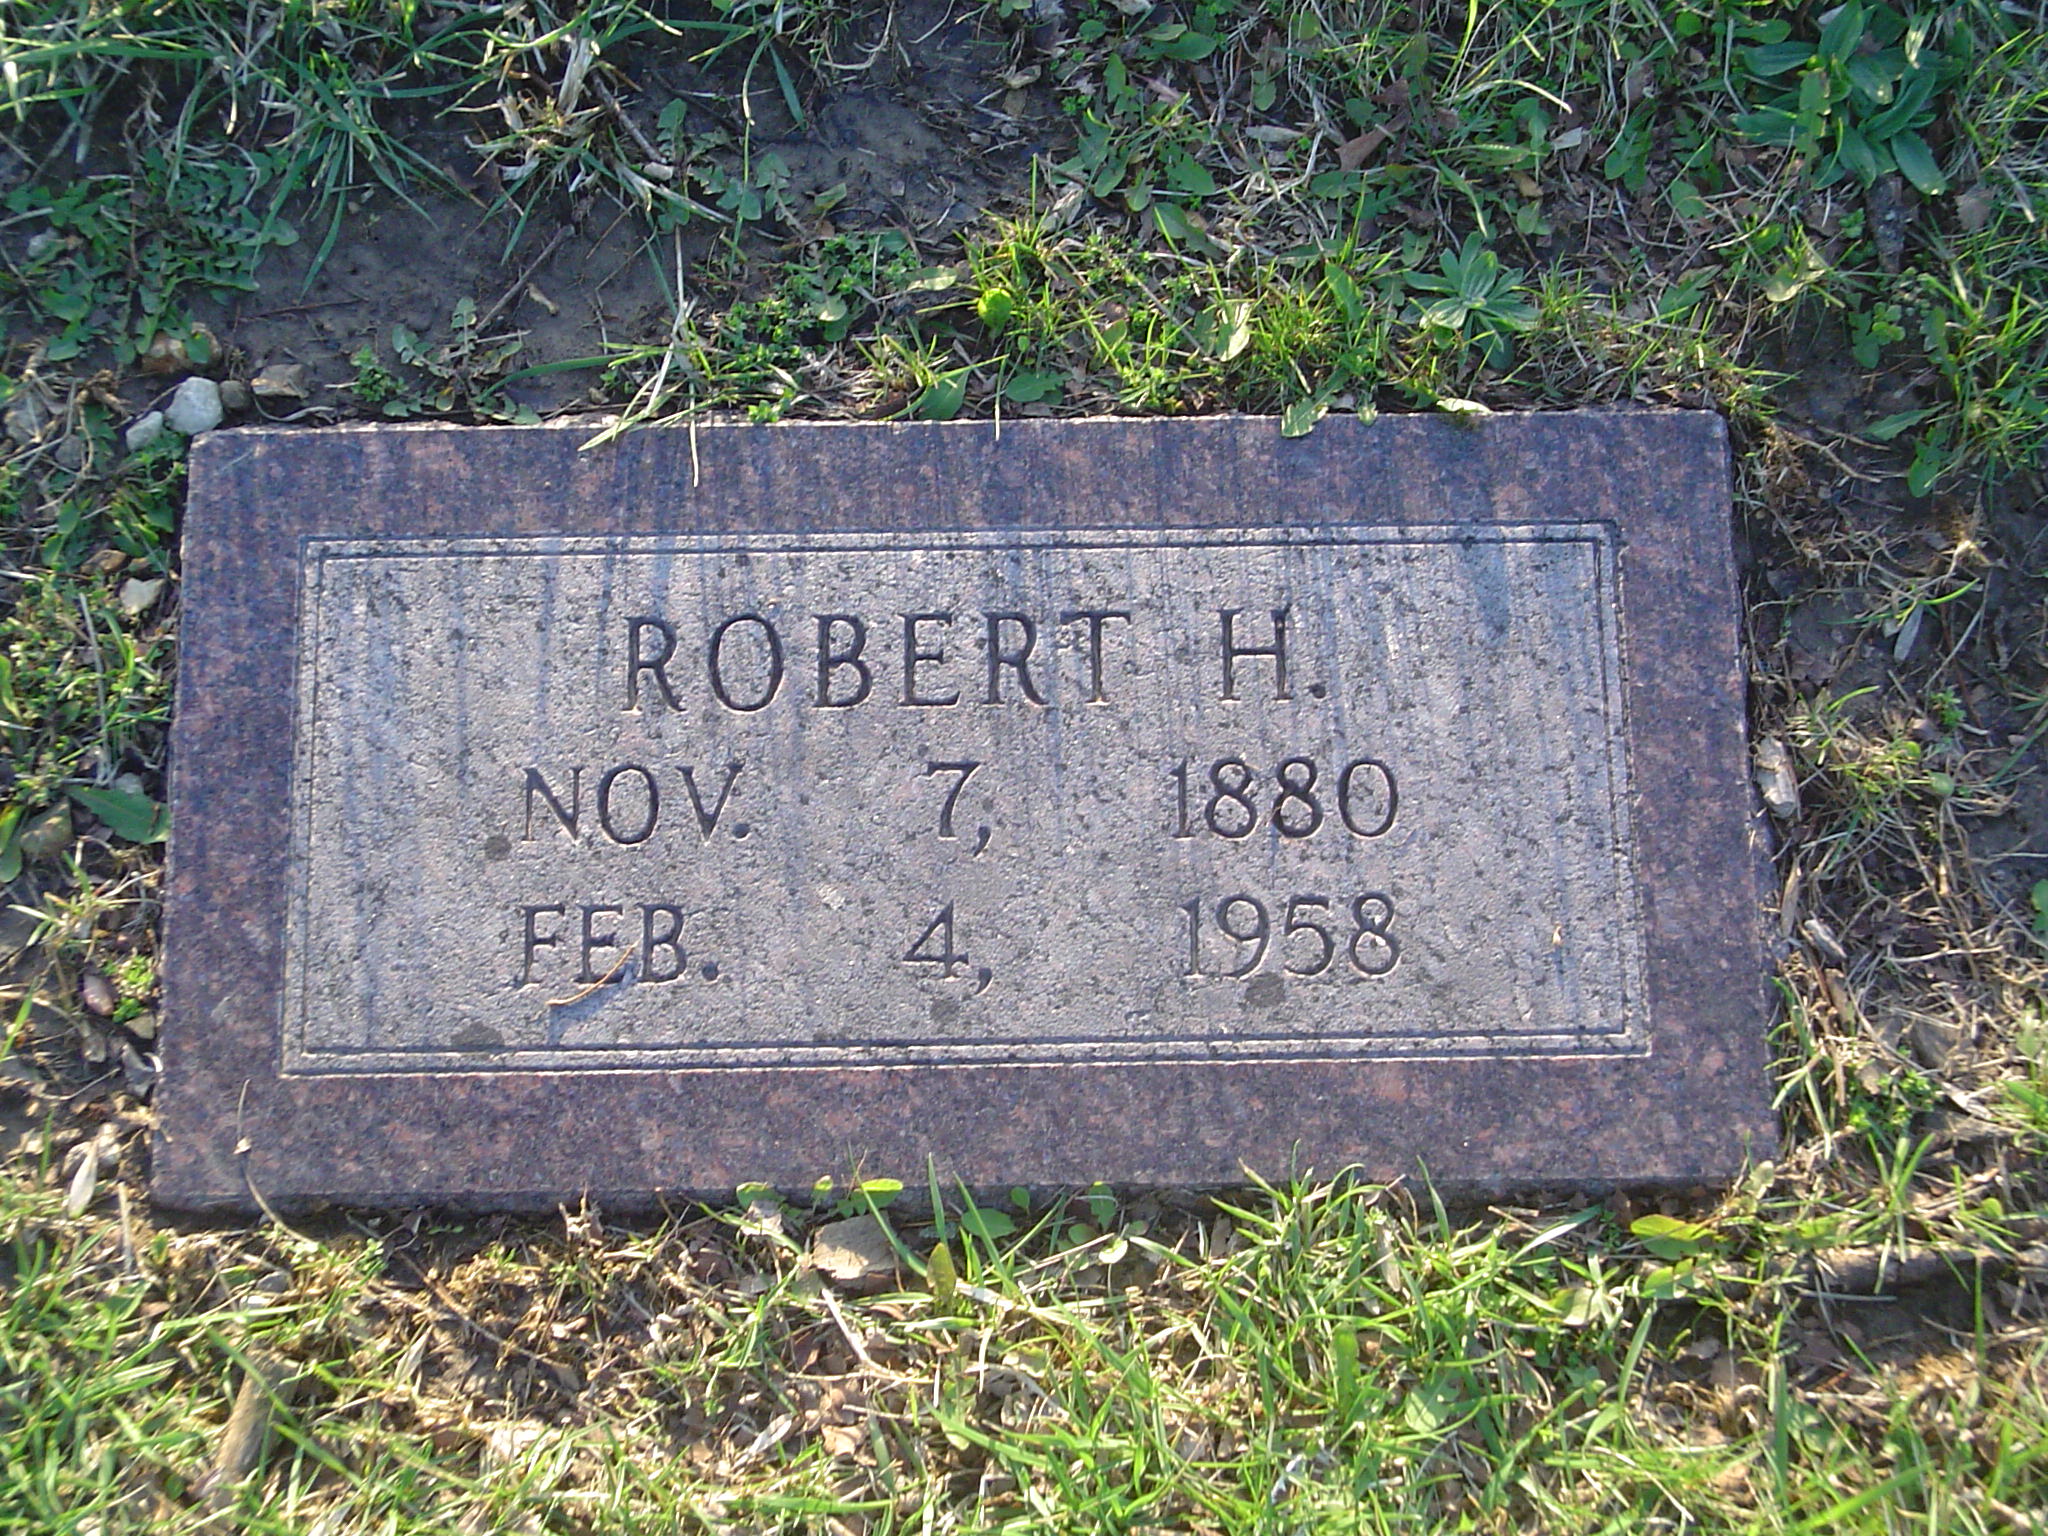 ROBERT H.
NOV. 7, 1880
FEB. 4, 1958